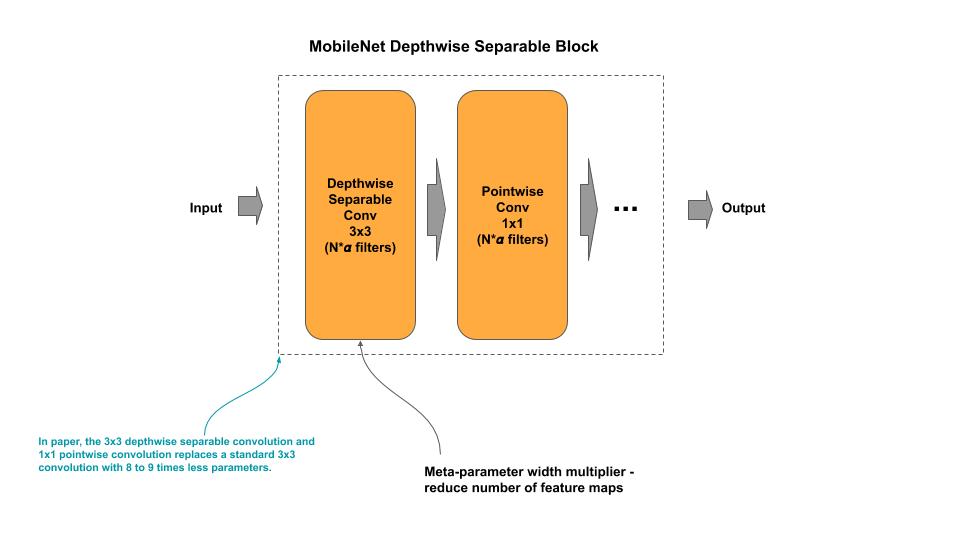 MobileNet Depthwise Separable Block
Input
Depthwise
Separable
Conv
3x3
(N*α filters)
Pointwise
Conv
1x1
(N*α filters)
...
Output
In paper, the 3x3 depthwise separable convolution and
1x1 pointwise convolution replaces a standard 3x3
convolution with 8 to 9 times less parameters.
Meta-parameter width multiplier -
reduce number of feature maps